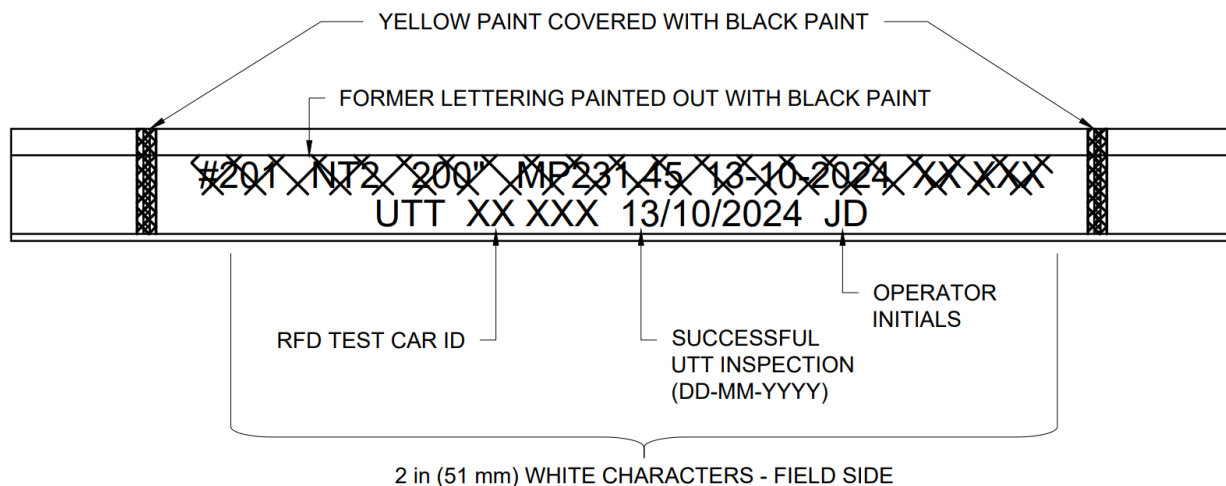 YELLOW PAINT COVERED WITH BLACK PAINT
FORMER LETTERING PAINTED OUT WITH BLACK PAINT
#201 NT2 200" MP231.45 13-10-2024 XX XXX
UTT XX XXX 13/10/2024 JD
RFD TEST CAR ID
SUCCESSFUL
UTT INSPECTION
(DD-MM-YYYY)
OPERATOR
INITIALS
2 in (51 mm) WHITE CHARACTERS - FIELD SIDE